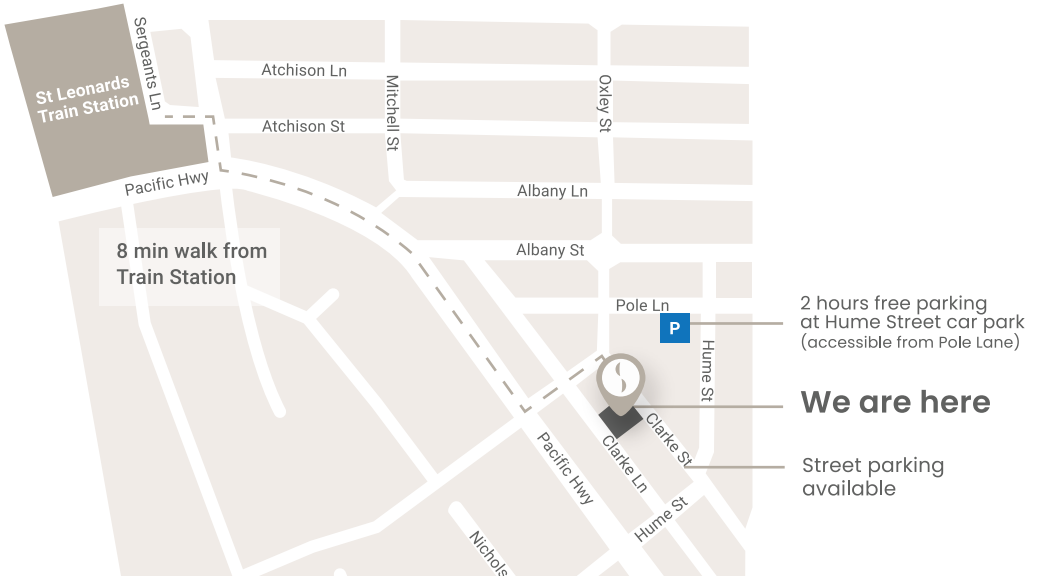 Sergeants Ln
St Leonards
Train Station
Atchison Ln
Mitchell St
Oxley St
Atchison St
Pacific Hwy
Albany Ln
8 min walk from
Train Station
Albany St
Pole Ln
P
2 hours free parking
at Hume Street car park
(accessible from Pole Lane)
Hume St
We are here
Clarke St
Clarke Ln
Pacific Hwy
Street parking
available
Hume St
Nichols